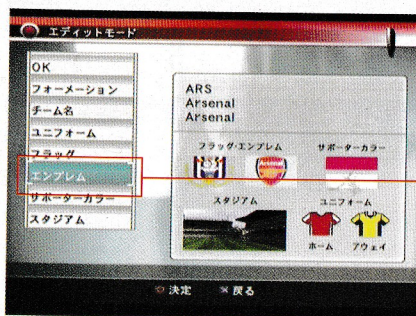 エディットモード
OK
フォーメーション
チーム名
ユニフォーム
フラッグ
エンブレム
サポーターカラー
スタジアム
ARS
Arsenal
Arsenal
フラッグ・エンブレム
サポーターカラー
スタジアム
ユニフォーム
ホーム
アウェイ
決定
戻る